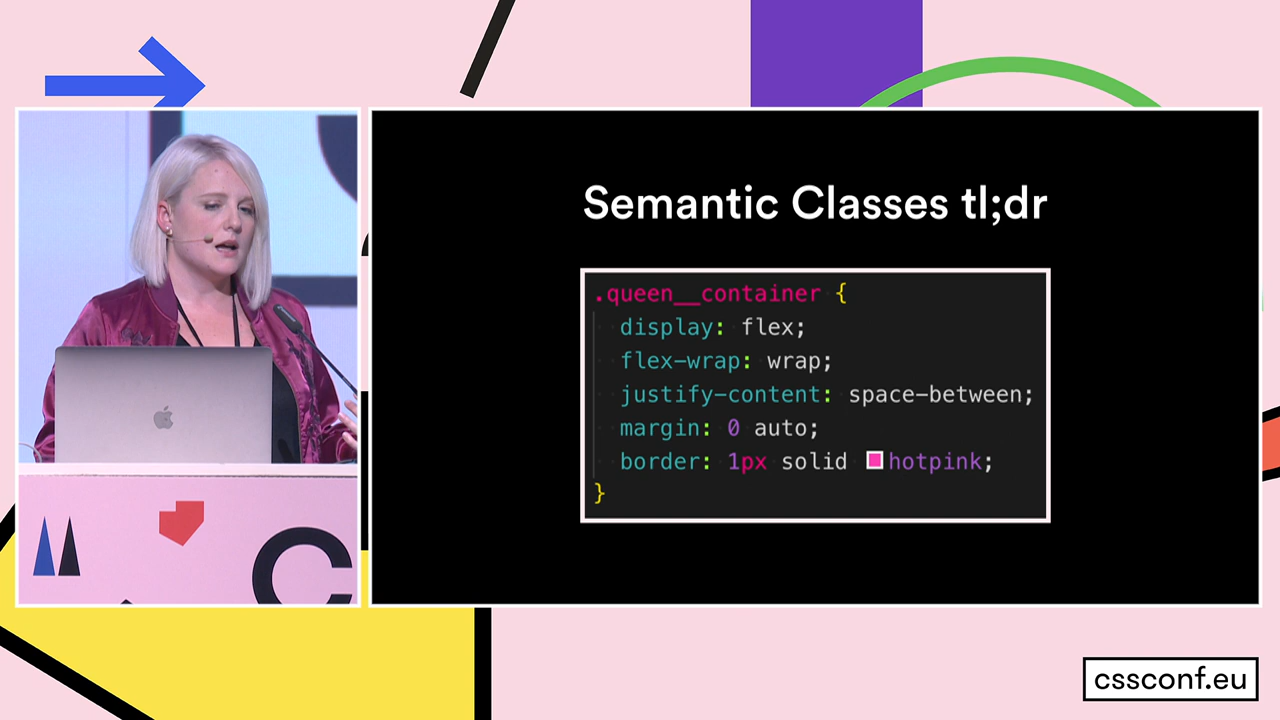 Semantic Classes tl;dr
.queen__container {
display: flex;
flex-wrap: wrap;
justify-content: space-between;
margin: 0 auto;
border: 1px solid hotpink;
}
cssconf.eu